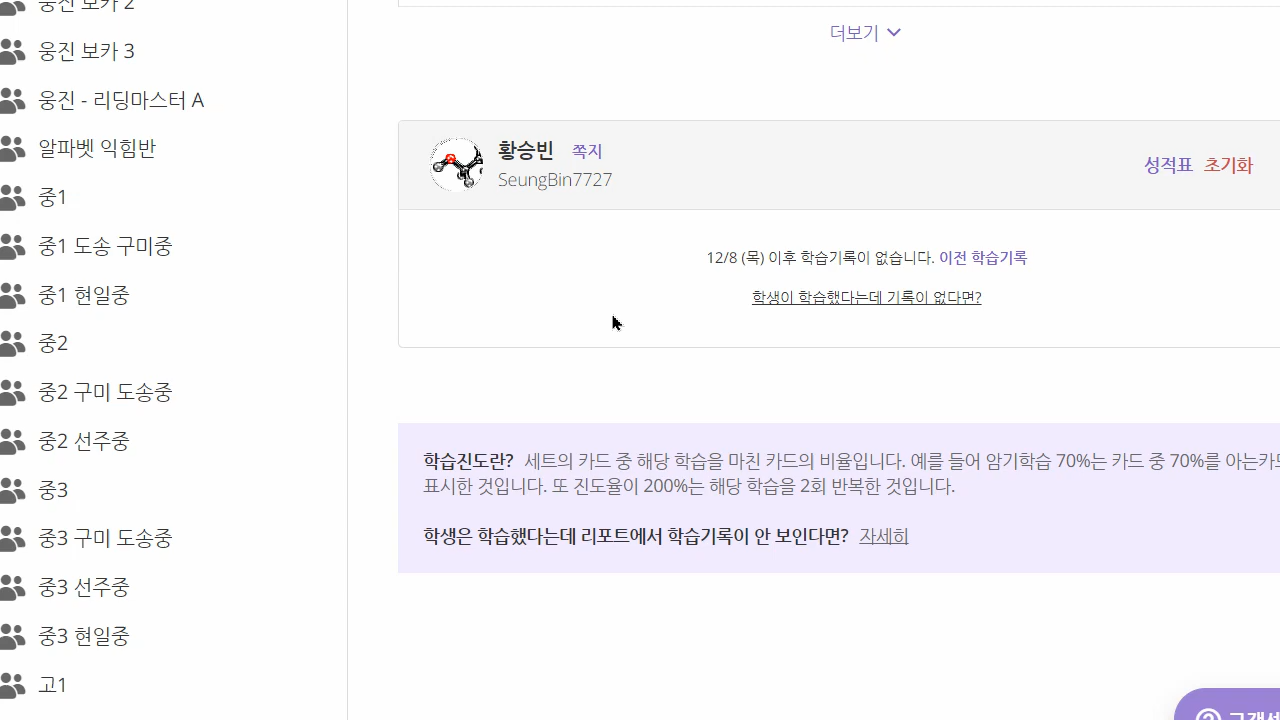 웅진 보카 2
웅진 보카 3
웅진 - 리딩마스터 A
알파벳 익힘반
중1
중1 도송 구미중
중1 현일중
중2
중2 구미 도송중
중2 선주중
중3
중3 구미 도송중
중3 선주중
중3 현일중
고1
더보기
황승빈 쪽지
SeungBin7727
성적표 초기화
12/8 (목) 이후 학습기록이 없습니다. 이전 학습기록
학생이 학습했다는데 기록이 없다면?
학습진도란? 세트의 카드 중 해당 학습을 마친 카드의 비율입니다. 예를 들어 암기학습 70%는 카드 중 70%를 아는카드
표시한 것입니다. 또 진도율이 200%는 해당 학습을 2회 반복한 것입니다.
학생은 학습했다는데 리포트에서 학습기록이 안 보인다면? 자세히